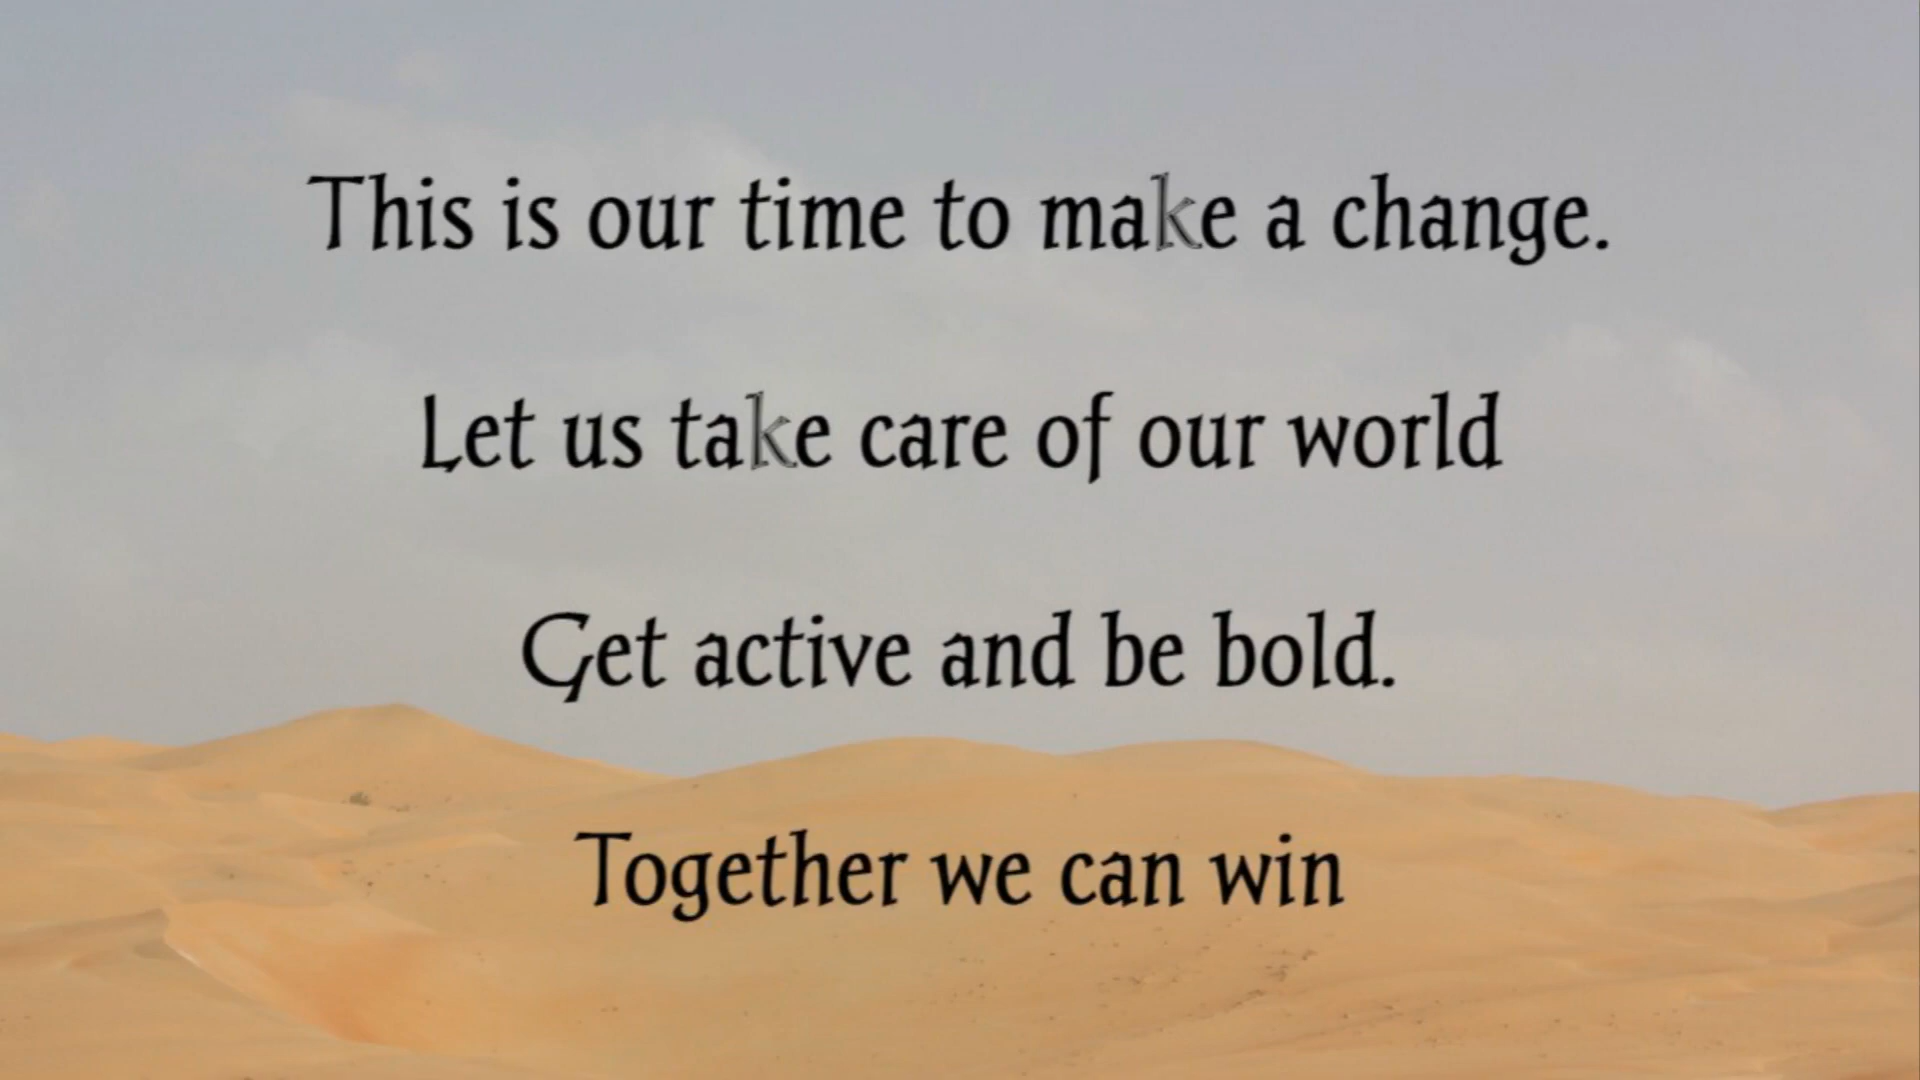 This is our time to make a change.
Let us take care of our world
Get active and be bold.
Together we can win